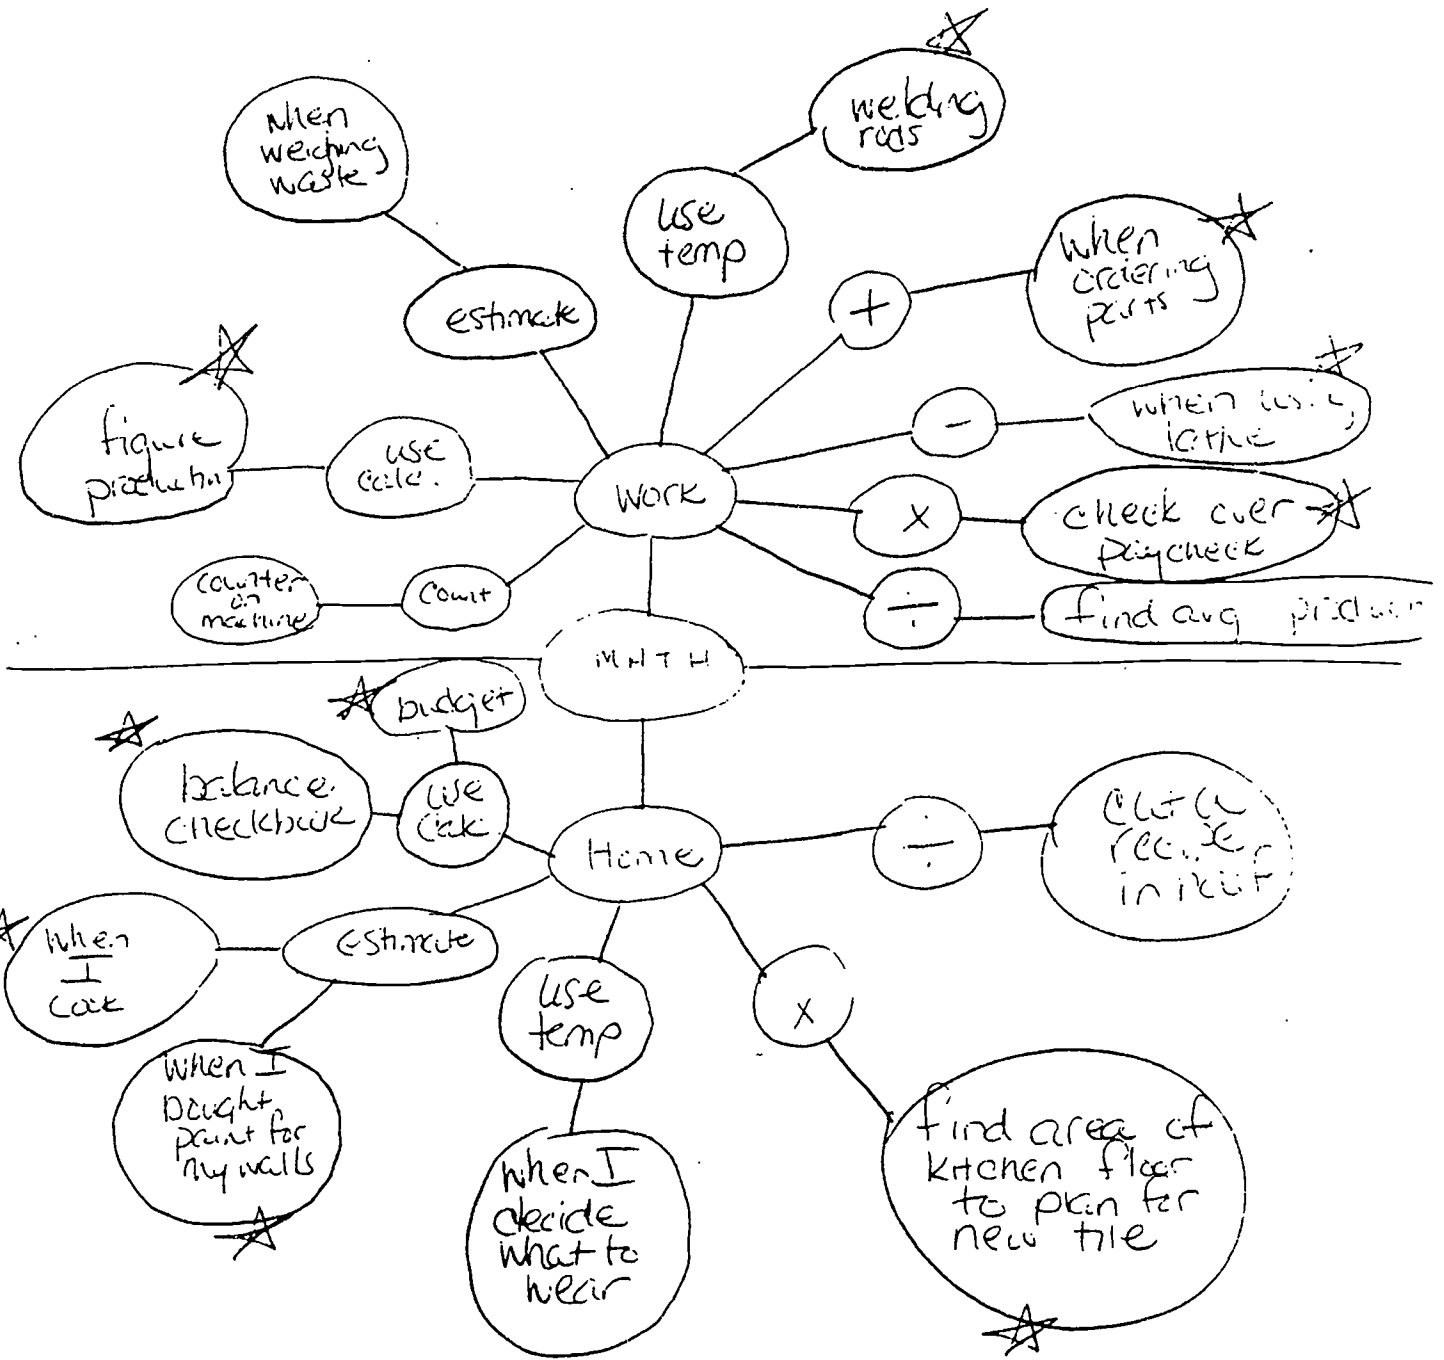 when
weighing
waste
welding
rods
use
temp
when
ordering
parts
+
estimate
figure
production
use
calc.
-
when
WORK
x
check over
paycheck
counter
on
machine
count
÷
find avg
MATH
budget
balance
checkbook
use
calc
Home
÷
in half
when
I
cook
estimate
use
temp
x
when I
bought
paint for
my walls
when I
decide
what to
wear
find area of
kitchen floor
to plan for
new tile